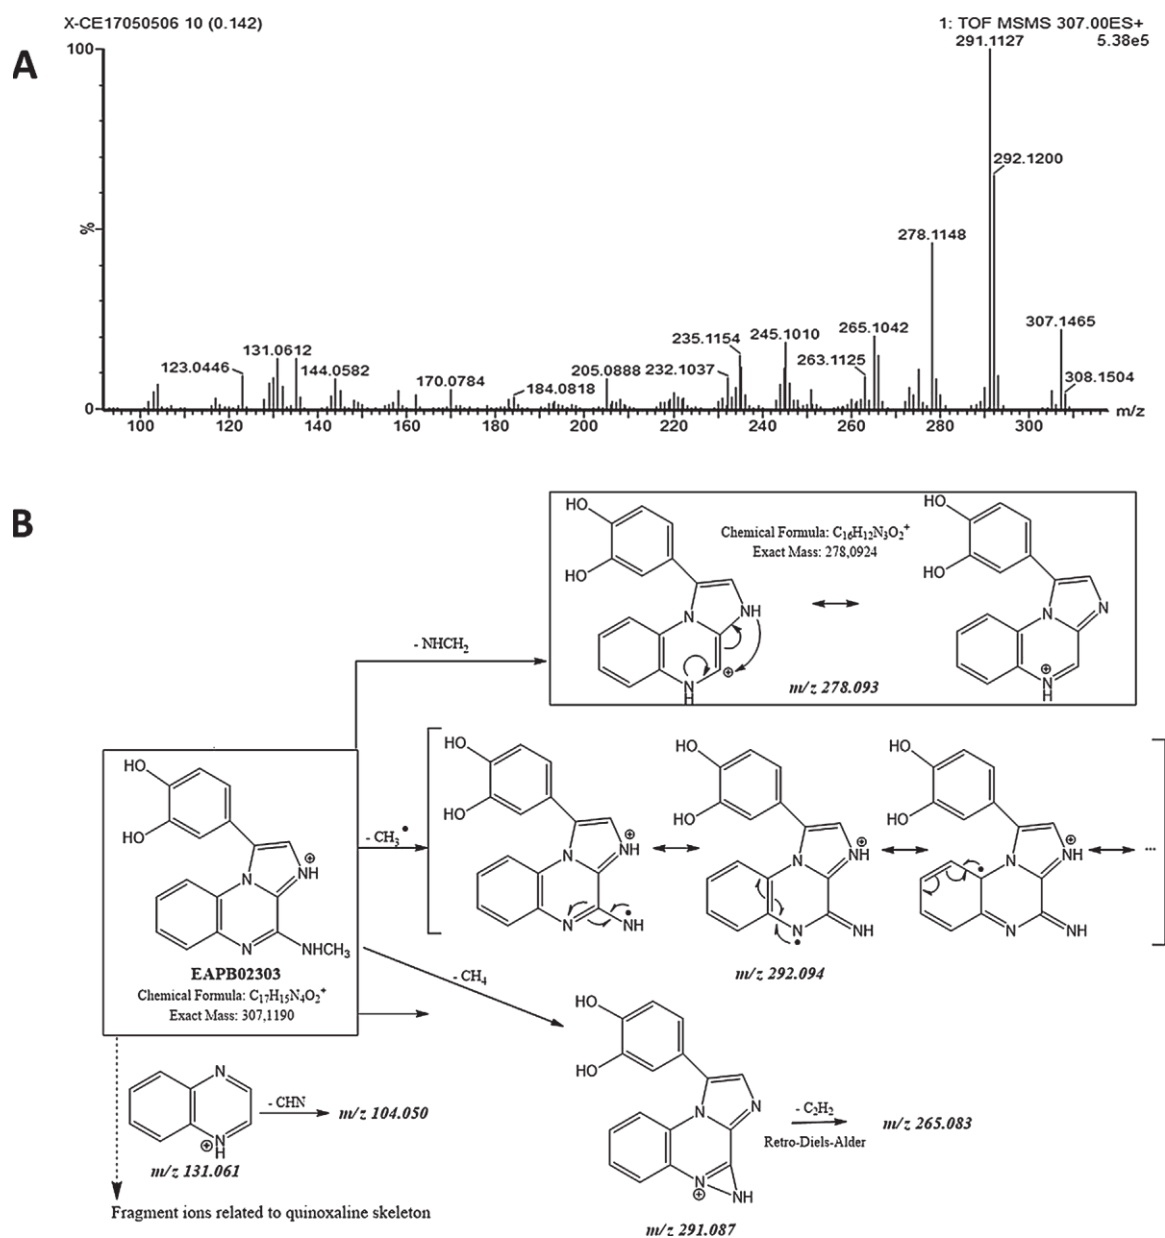 X-CE17050506 10 (0.142)
1: TOF MSMS 307.00ES+
5.38e5
A
100
%
0
291.1127
292.1200
278.1148
307.1465
308.1504
265.1042
263.1125
245.1010
235.1154
232.1037
205.0888
184.0818
170.0784
144.0582
131.0612
123.0446
100 120 140 160 180 200 220 240 260 280 300 m/z
B
HO
HO
N
NH
N
H
⊕
Chemical Formula: C₁₆H₁₂N₃O₂⁺
Exact Mass: 278,0924
HO
HO
N
N
⊕
N
H
m/z 278.093
- NHCH₂
HO
HO
N
⊕
NH
N
NHCH₃
EAPB02303
Chemical Formula: C₁₇H₁₅N₄O₂⁺
Exact Mass: 307,1190
- CH₃•
HO
HO
N
⊕
NH
N
•
NH
HO
HO
N
⊕
NH
N
•
NH
HO
HO
N
•
⊕
NH
N
NH
...
m/z 292.094
- CH₄
HO
HO
N
N
N
⊕
NH
m/z 291.087
- C₂H₂
Retro-Diels-Alder
m/z 265.083
N
N
⊕
H
m/z 131.061
- CHN
m/z 104.050
Fragment ions related to quinoxaline skeleton